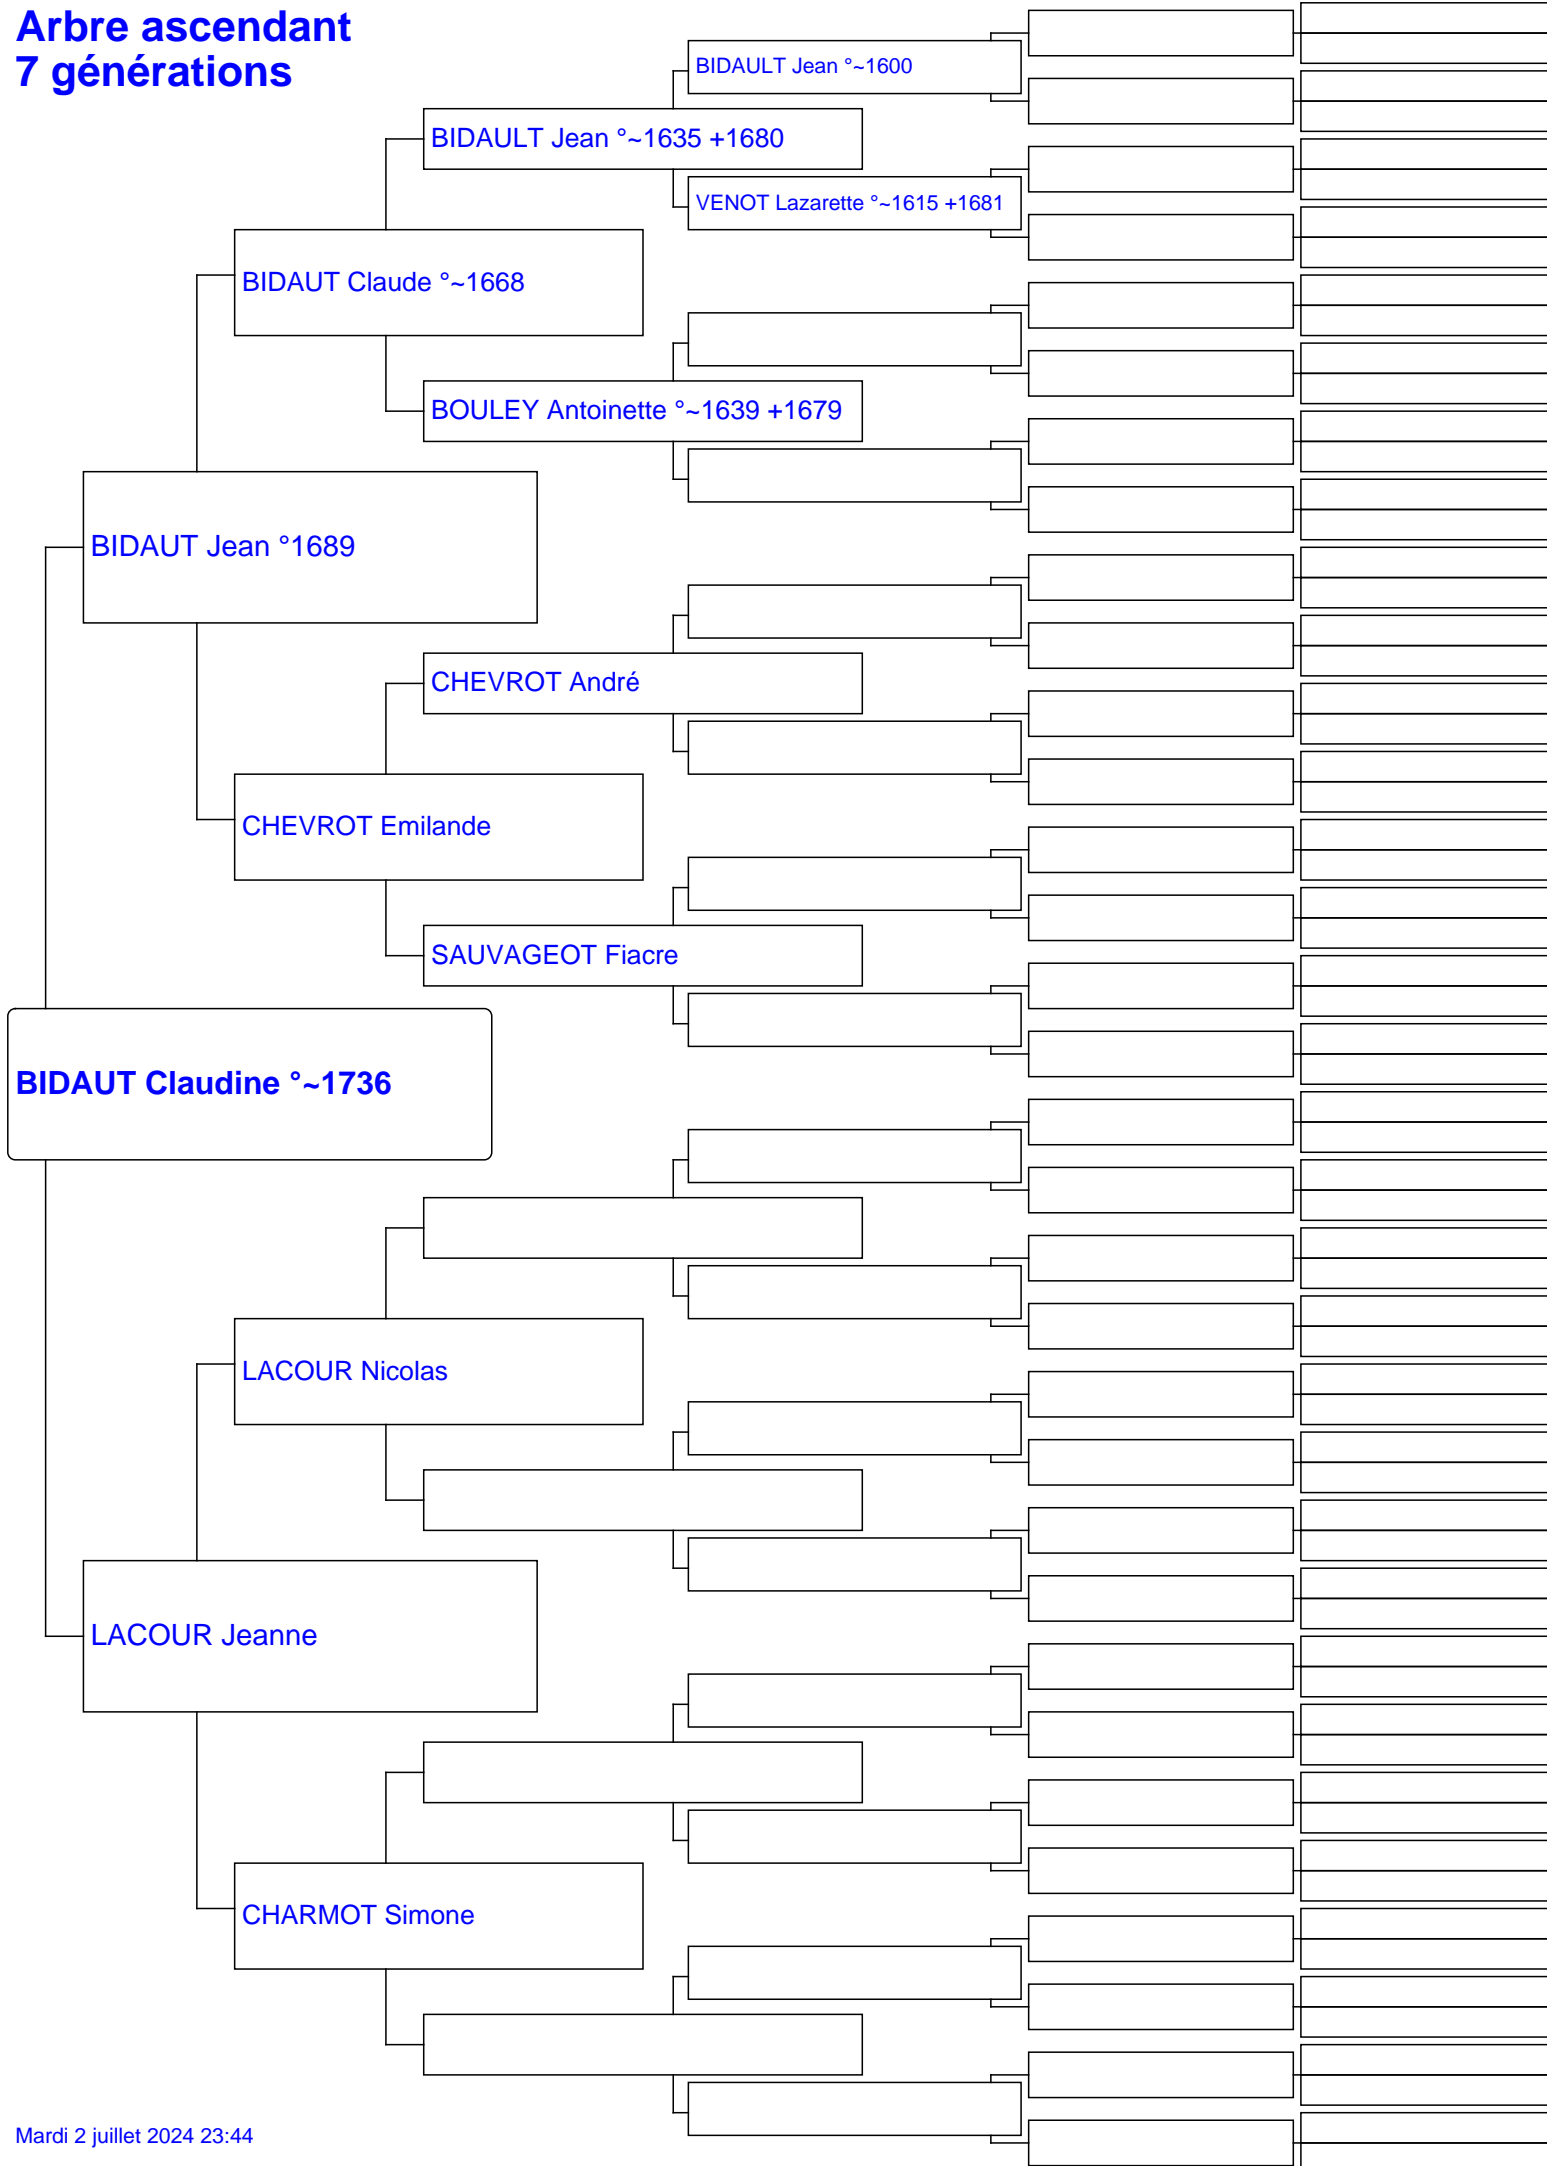 Arbre ascendant
7 générations
BIDAULT Jean °~1600
BIDAULT Jean °~1635 +1680
VENOT Lazarette °~1615 +1681
BIDAUT Claude °~1668
BOULEY Antoinette °~1639 +1679
BIDAUT Jean °1689
CHEVROT André
CHEVROT Emilande
SAUVAGEOT Fiacre
BIDAUT Claudine °~1736
LACOUR Nicolas
LACOUR Jeanne
CHARMOT Simone
Mardi 2 juillet 2024 23:44